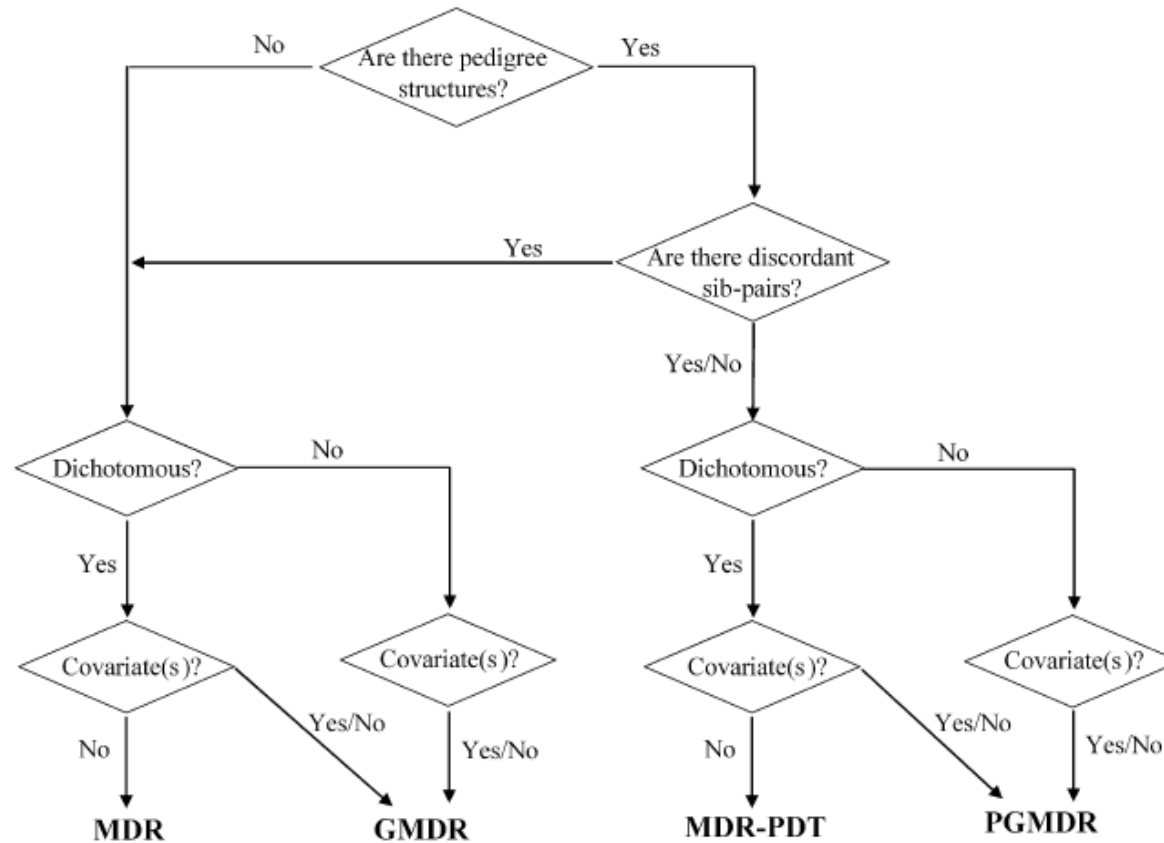 No
Yes
Are there pedigree
structures?
Yes
Are there discordant
sib-pairs?
Yes/No
Dichotomous?
No
Dichotomous?
No
Yes
Yes
Covariate(s)?
Covariate(s)?
Covariate(s)?
Covariate(s)?
No
Yes/No
Yes/No
No
Yes/No
Yes/No
MDR
GMDR
MDR-PDT
PGMDR